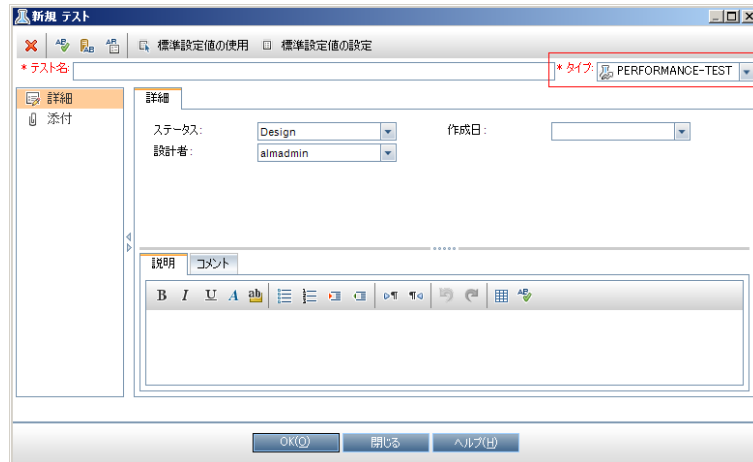 新規 テスト
標準設定値の使用 標準設定値の設定
* テスト名: * タイプ: PERFORMANCE-TEST
詳細
添付
詳細
ステータス: Design 作成日:
設計者: almadmin
説明 コメント
B I U A ab
OK(O) 閉じる ヘルプ(H)